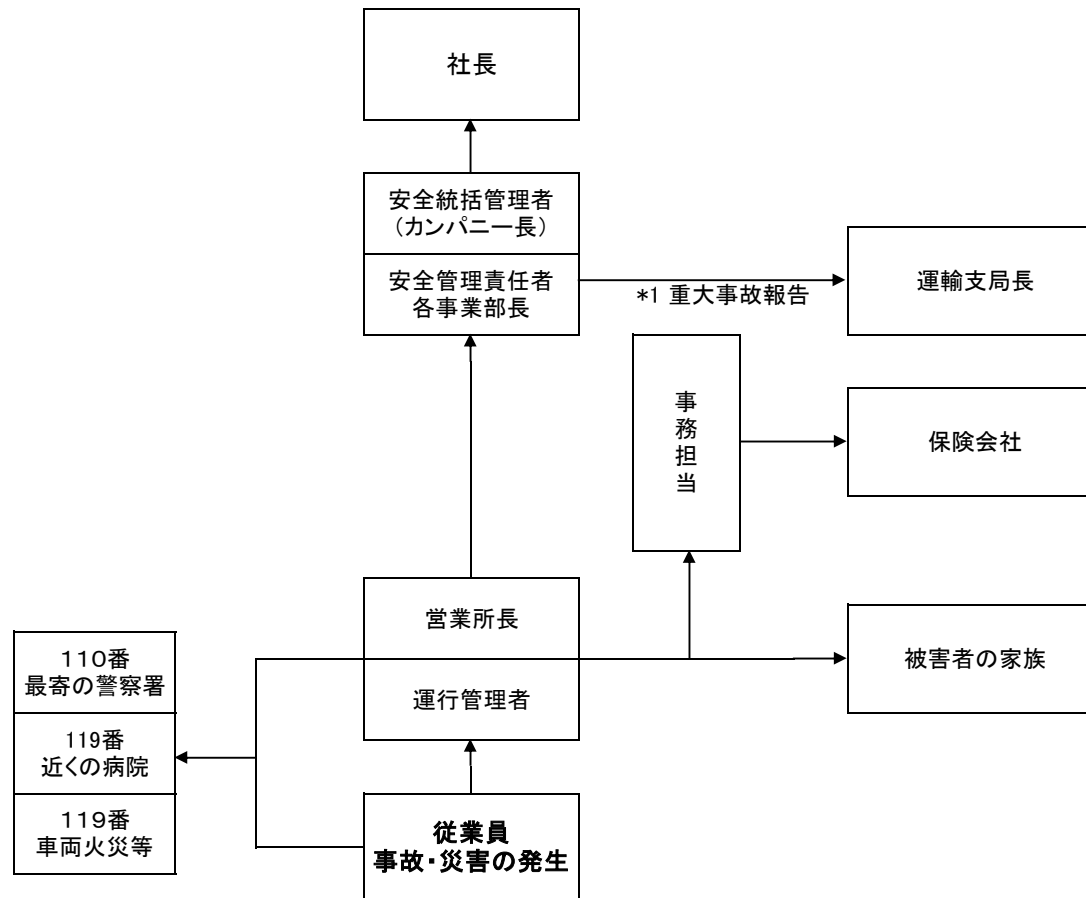 社長
安全統括管理者
（カンパニー長）
安全管理責任者
各事業部長
*1 重大事故報告
運輸支局長
事務担当
保険会社
営業所長
運行管理者
被害者の家族
１１０番
最寄の警察署
119番
近くの病院
１１９番
車両火災等
従業員
事故・災害の発生